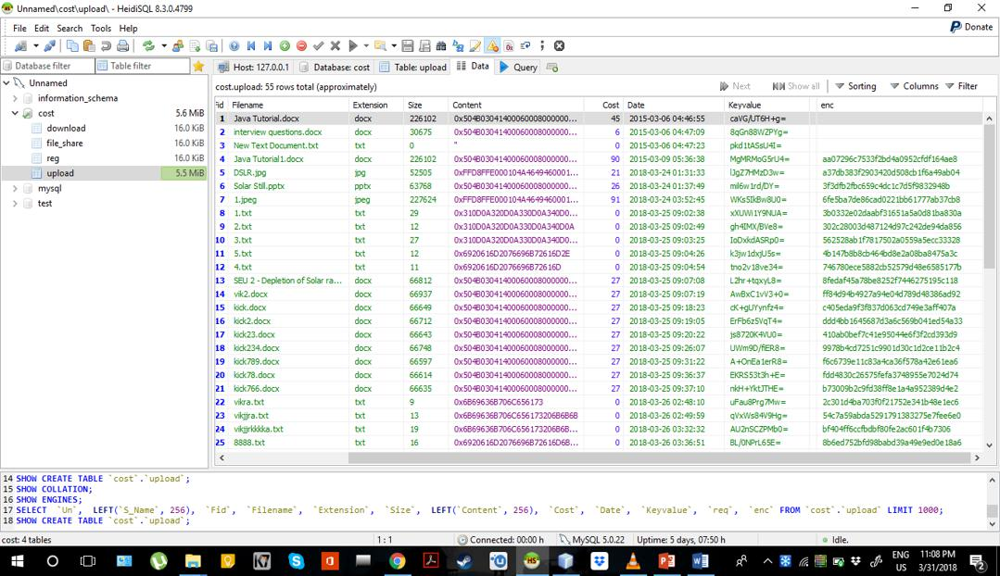 Unnamed\cost\upload\ - HeidiSQL 8.3.0.4799
File Edit Search Tools Help
Donate
Database filter Table filter Host: 127.0.0.1 Database: cost Table: upload Data Query
Unnamed
information_schema
cost 5.6 MiB
download 16.0 KiB
file_share 16.0 KiB
reg 16.0 KiB
upload 5.5 MiB
mysql
test
cost.upload: 55 rows total (approximately) Next Show all Sorting Columns Filter
Fid Filename Extension Size Content Cost Date Keyvalue enc
1 Java Tutorial.docx docx 226102 0x504B03041400060008000000... 45 2015-03-06 04:46:55 caVG/UT6H+g=
2 interview questions.docx docx 30675 0x504B03041400060008000000... 6 2015-03-06 04:47:09 8qGn88WZPYg=
3 New Text Document.txt txt 0 " 0 2015-03-06 04:47:23 pkd1tASsU4I=
4 Java Tutorial1.docx docx 226102 0x504B03041400060008000000... 90 2015-03-09 05:36:38 MgMRMoG5rU4= aa07296c7533f2bd4a0952fdf164ae8
5 DSLR.jpg jpg 52505 0xFFD8FFE000104A4649460001... 21 2018-03-24 01:31:33 lJgZ7HMzD3w= a37db383f2903420d508cb1f6a49ab04
6 Solar Still.pptx pptx 63768 0x504B03041400060008000000... 26 2018-03-24 01:37:49 mil6w1rd/DY= 3f3dfb2fbc659c4dc1c7d5f9832948b
7 1.jpeg jpeg 227624 0xFFD8FFE000104A4649460001... 91 2018-03-24 03:52:45 WKs5IkBw8U0= 6fe5ba7de86cad0221bb61777ab37cb8
8 1.txt txt 29 0x310D0A320D0A330D0A340D0... 0 2018-03-25 09:02:38 xXUWi1Y9NUA= 3b0332e02daabf31651a5a0d81ba830a
9 2.txt txt 12 0x310D0A320D0A330D0A340D0A 0 2018-03-25 09:02:49 gh4IMX/BVe8= 302c28003d487124d97c242de94da856
10 3.txt txt 27 0x310D0A320D0A330D0A340D0... 0 2018-03-25 09:03:25 IoDxkdASRp0= 562528ab1f7817502a0559a5ecc33328
11 5.txt txt 12 0x6920616D2076696B72616D2E 0 2018-03-25 09:04:26 k3jw1dxjU5s= 4b147b8b8cb464bd8e2a08ba8475a3c
12 4.txt txt 11 0x6920616D2076696B72616D 0 2018-03-25 09:04:54 tno2v18ve34= 746780ece5882cb52579d48e6585177b
13 SEU 2 - Depletion of Solar ra... docx 66812 0x504B03041400060008000000... 27 2018-03-25 09:07:08 L2hr+tqxyL8= 8fedaf45a78be8252f7446275195c118
14 vik2.docx docx 66937 0x504B03041400060008000000... 27 2018-03-25 09:07:19 AwBxC1vV3+0= ff84d94b4927a94e04d789d48386ad92
15 kick.docx docx 66649 0x504B03041400060008000000... 27 2018-03-25 09:18:23 cK+gUYynfz4= c405eda9f3f837d063cd749e3aff407a
16 kick2.docx docx 66712 0x504B03041400060008000000... 27 2018-03-25 09:19:05 ErFb6z5VqT4= ddd4bb1645687d3a6c569b041ed54a33
17 kick23.docx docx 66643 0x504B03041400060008000000... 27 2018-03-25 09:20:22 js8720K4VU0= 410ab0bef7c41e95044e6f3f2cd393d9
18 kick234.docx docx 66748 0x504B03041400060008000000... 27 2018-03-25 09:26:07 UWm9D/fiER8= 9978b4cd7251c9901d30c1d2ce11b2c4
19 kick789.docx docx 66597 0x504B03041400060008000000... 27 2018-03-25 09:31:22 A+OnEa1erR8= f6c6739e11c83a4ca36f578a42e61ea6
20 kick78.docx docx 66614 0x504B03041400060008000000... 27 2018-03-25 09:36:37 EKRS53t3h+E= fdd4830c26575fefa3748955e7024d74
21 kick766.docx docx 66635 0x504B03041400060008000000... 27 2018-03-25 09:37:10 nkH+YktJTHE= b73009b2c9fd38ff8e1a4a952389d4e2
22 vikra.txt txt 9 0x6B69636B706C656173 0 2018-03-26 02:48:10 uFau8Prg7Mw= 2c301d4ba703f0f21752e341b48e1ec6
23 vikjjra.txt txt 13 0x6B69636B706C656173206B6B6B 0 2018-03-26 02:49:59 qVxWs84V9Hg= 54c7a59abda5291791383275e7fee6e0
24 vikjjrkkkka.txt txt 19 0x6B69636B706C656173206B6B... 0 2018-03-26 03:32:32 AU2nSCZPMb0= bf404ff6ccfbdbf80fe2ac601f4b7306
25 8888.txt txt 16 0x6920616D2076696B72616D6B... 0 2018-03-26 03:36:51 BL/0NPrL65E= 8b6ed752bfd98babd39a49e9ed0e18a6
14 SHOW CREATE TABLE `cost`.`upload`;
15 SHOW COLLATION;
16 SHOW ENGINES;
17 SELECT `Un`, LEFT(`S_Name`, 256), `Fid`, `Filename`, `Extension`, `Size`, LEFT(`Content`, 256), `Cost`, `Date`, `Keyvalue`, `req`, `enc` FROM `cost`.`upload` LIMIT 1000;
18 SHOW CREATE TABLE `cost`.`upload`;
cost: 4 tables 1 : 1 Connected: 00:00 h MySQL 5.0.22 Uptime: 5 days, 07:50 h Idle.
ENG 11:08 PM
US 3/31/2018
2